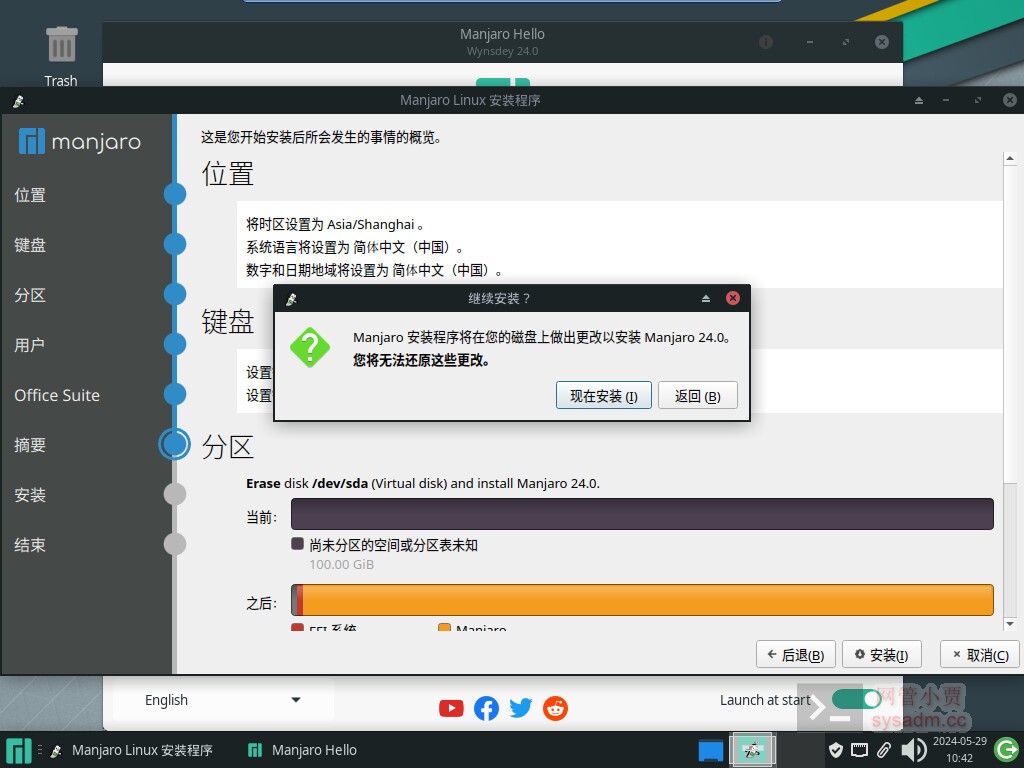 Manjaro Hello
Wynsdey 24.0
Trash
Manjaro Linux 安装程序
manjaro
位置
键盘
分区
用户
Office Suite
摘要
安装
结束
这是您开始安装后所会发生的事情的概览。
位置
将时区设置为 Asia/Shanghai 。
系统语言将设置为 简体中文（中国）。
数字和日期地域将设置为 简体中文（中国）。
键盘
设置
设置
继续安装？
Manjaro 安装程序将在您的磁盘上做出更改以安装 Manjaro 24.0。
您将无法还原这些更改。
现在安装 (I)
返回 (B)
分区
Erase disk /dev/sda (Virtual disk) and install Manjaro 24.0.
当前：
尚未分区的空间或分区表未知
100.00 GiB
之后：
EFI 系统
Manjaro
后退(B)
安装(I)
取消(C)
English
Launch at start
网管小贾
sysadm.cc
Manjaro Linux 安装程序
Manjaro Hello
2024-05-29
10:42